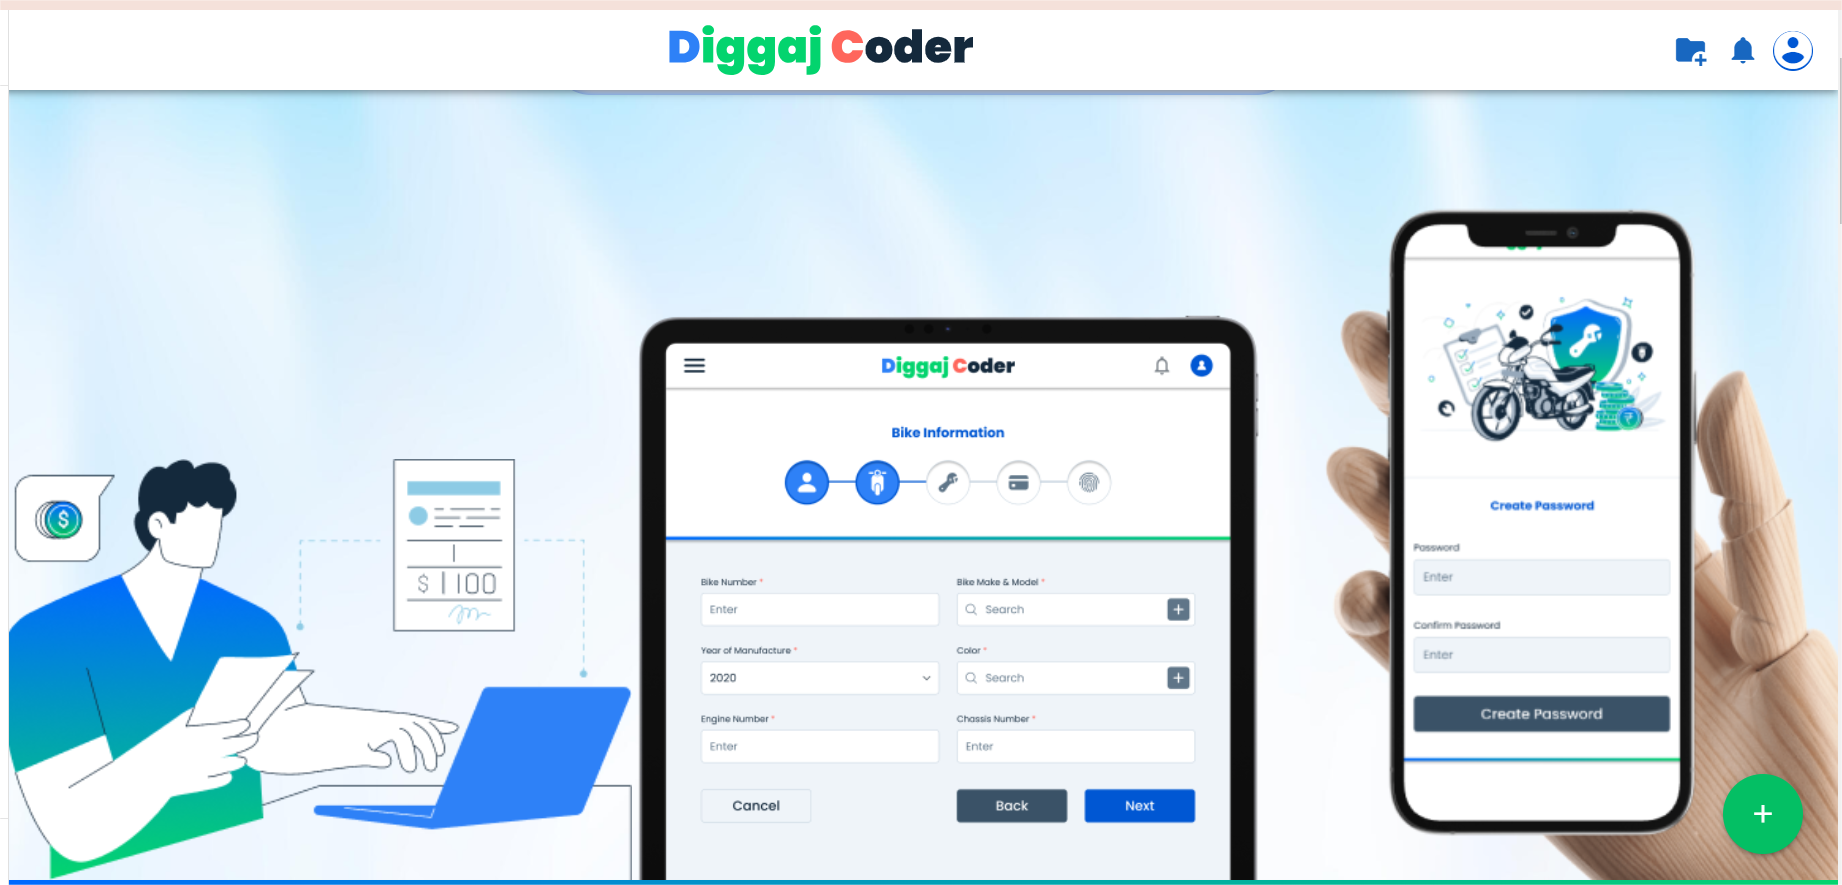 Diggaj Coder
$
$ 1100
Diggaj Coder
Bike Information
Bike Number *
Enter
Bike Make & Model *
Search
Year of Manufacture *
2020
Color *
Search
Engine Number *
Enter
Chassis Number *
Enter
Cancel
Back
Next
Create Password
Password
Enter
Confirm Password
Enter
Create Password